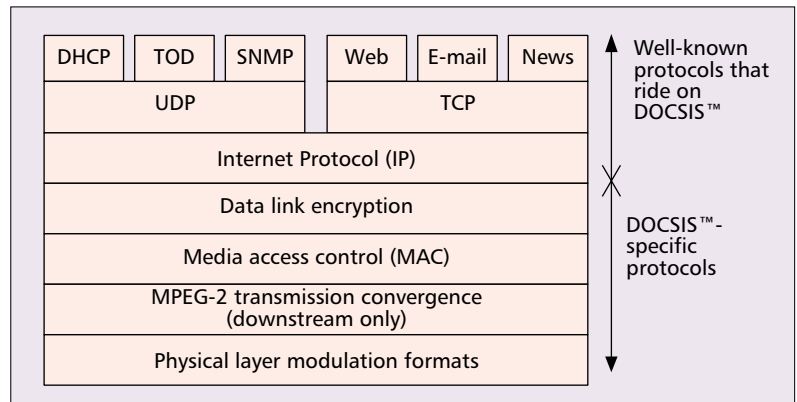 DHCP TOD SNMP Web E-mail News
UDP TCP
Internet Protocol (IP)
Data link encryption
Media access control (MAC)
MPEG-2 transmission convergence
(downstream only)
Physical layer modulation formats
Well-known
protocols that
ride on
DOCSIS™
DOCSIS™-
specific
protocols